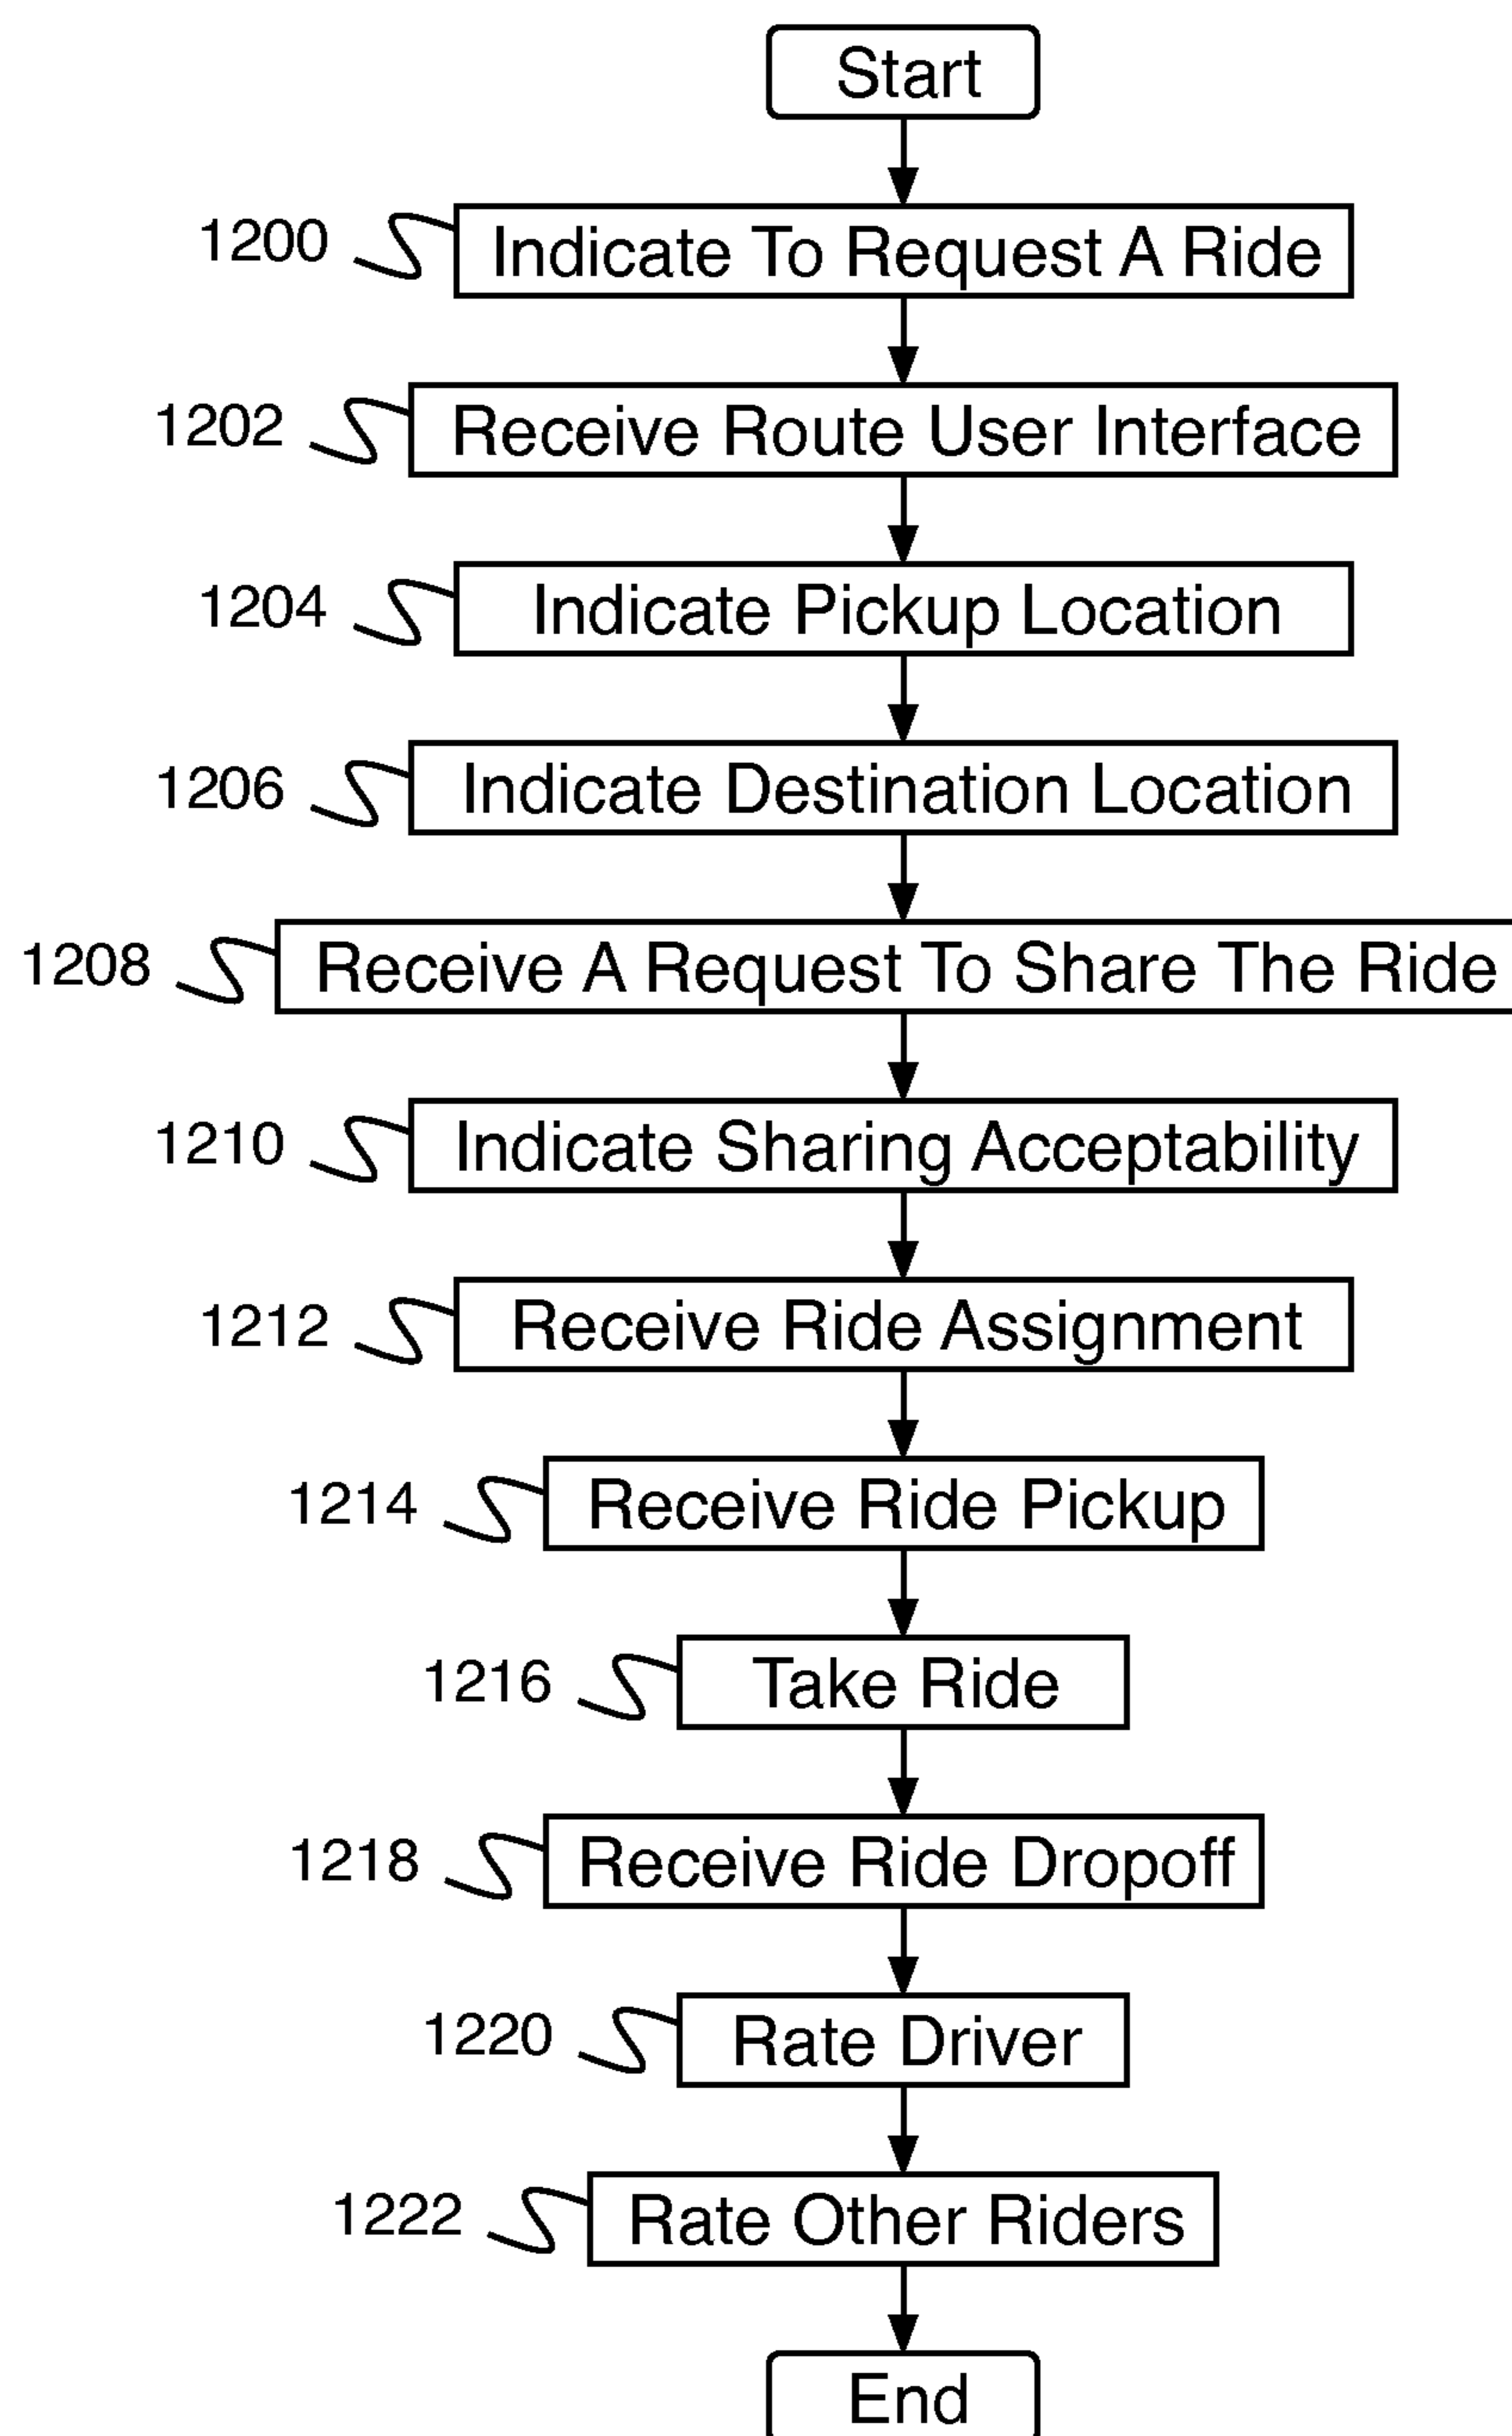 Start
1200 Indicate To Request A Ride
1202 Receive Route User Interface
1204 Indicate Pickup Location
1206 Indicate Destination Location
1208 Receive A Request To Share The Ride
1210 Indicate Sharing Acceptability
1212 Receive Ride Assignment
1214 Receive Ride Pickup
1216 Take Ride
1218 Receive Ride Dropoff
1220 Rate Driver
1222 Rate Other Riders
End